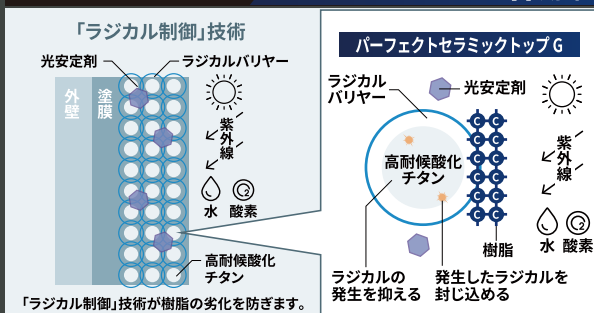 「ラジカル制御」技術
光安定剤
ラジカルバリヤー
外壁
塗膜
紫外線
水
酸素
O2
高耐候酸化
チタン
「ラジカル制御」技術が樹脂の劣化を防ぎます。
パーフェクトセラミックトップ G
ラジカル
バリヤー
光安定剤
高耐候酸化
チタン
C C
C C
C C
C C
C C
C C
紫外線
水
酸素
O2
樹脂
ラジカルの
発生を抑える
発生したラジカルを
封じ込める